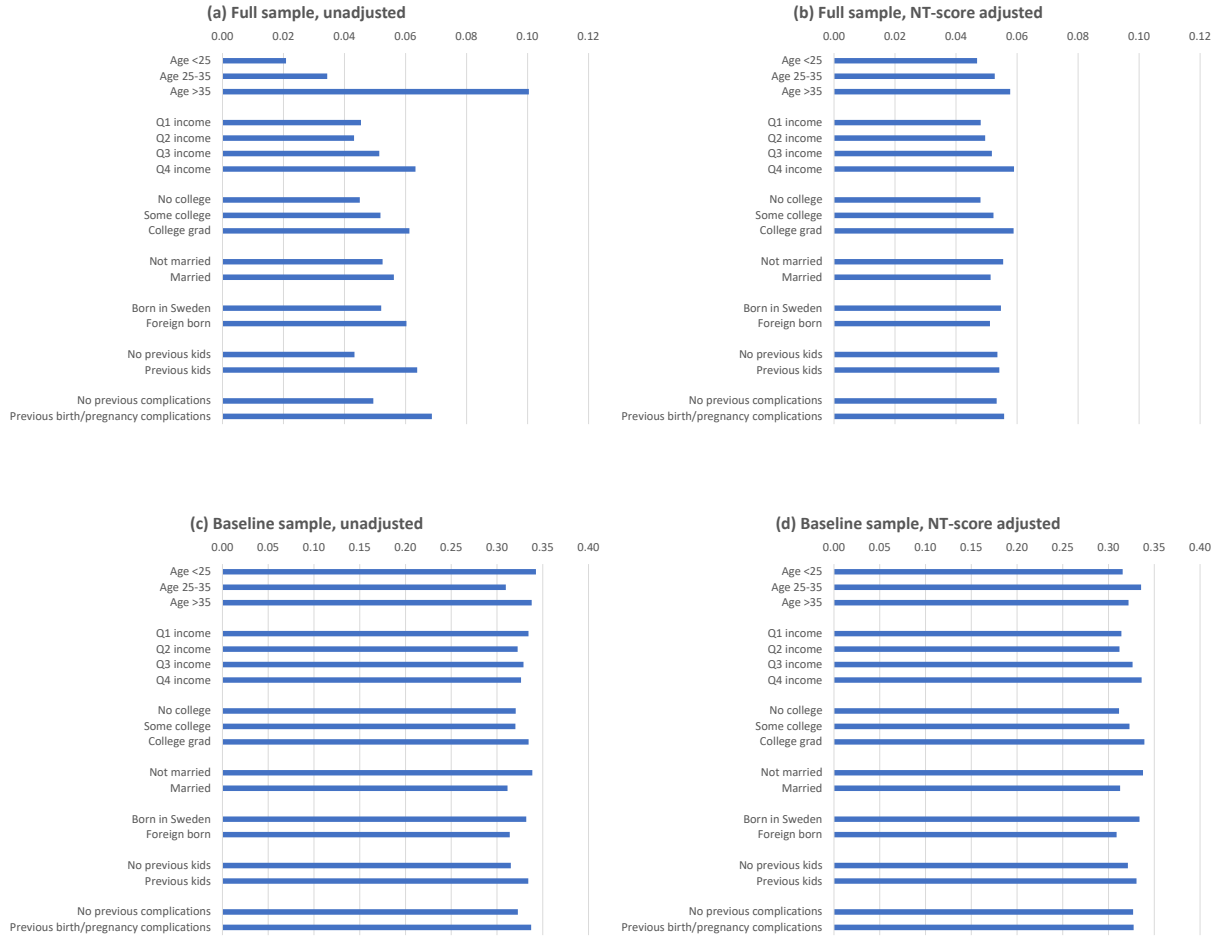 (a) Full sample, unadjusted
0.00 0.02 0.04 0.06 0.08 0.10 0.12
Age <25
Age 25-35
Age >35
Q1 income
Q2 income
Q3 income
Q4 income
No college
Some college
College grad
Not married
Married
Born in Sweden
Foreign born
No previous kids
Previous kids
No previous complications
Previous birth/pregnancy complications
(b) Full sample, NT-score adjusted
0.00 0.02 0.04 0.06 0.08 0.10 0.12
Age <25
Age 25-35
Age >35
Q1 income
Q2 income
Q3 income
Q4 income
No college
Some college
College grad
Not married
Married
Born in Sweden
Foreign born
No previous kids
Previous kids
No previous complications
Previous birth/pregnancy complications
(c) Baseline sample, unadjusted
0.00 0.05 0.10 0.15 0.20 0.25 0.30 0.35 0.40
Age <25
Age 25-35
Age >35
Q1 income
Q2 income
Q3 income
Q4 income
No college
Some college
College grad
Not married
Married
Born in Sweden
Foreign born
No previous kids
Previous kids
No previous complications
Previous birth/pregnancy complications
(d) Baseline sample, NT-score adjusted
0.00 0.05 0.10 0.15 0.20 0.25 0.30 0.35 0.40
Age <25
Age 25-35
Age >35
Q1 income
Q2 income
Q3 income
Q4 income
No college
Some college
College grad
Not married
Married
Born in Sweden
Foreign born
No previous kids
Previous kids
No previous complications
Previous birth/pregnancy complications